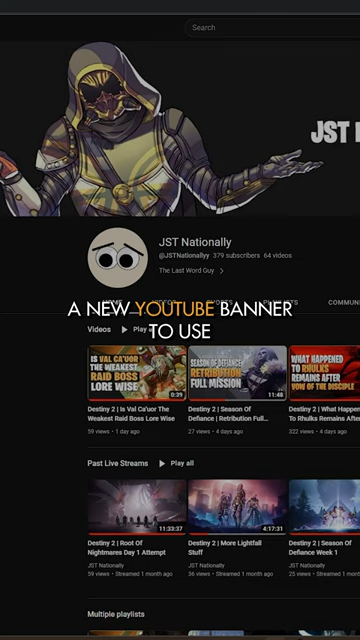 Search
JST
JST Nationally
@JSTNationallyy 379 subscribers 64 videos
The Last Word Guy
A NEW YOUTUBE BANNER
TO USE
PLAYLISTS
COMMUN
Videos
Play
IS VAL CA'UOR
THE WEAKEST
RAID BOSS
LORE WISE
0:39
SEASON OF DEFIANCE
RETRIBUTION
FULL MISSION
11:48
WHAT HAPPENED
TO RHULKS
REMAINS AFTER
VOW OF THE DISCIPLE
Destiny 2 | Is Val Ca'uor The
Weakest Raid Boss Lore Wise
59 views • 1 day ago
Destiny 2 | Season Of
Defiance | Retribution Full...
27 views • 4 days ago
Destiny 2 | What Happen
To Rhulks Remains After
322 views • 4 days ago
Past Live Streams
Play all
11:33:37
4:17:31
Destiny 2 | Root Of
Nightmares Day 1 Attempt
JST Nationally
59 views • Streamed 1 month ago
Destiny 2 | More Lightfall
Stuff
JST Nationally
36 views • Streamed 1 month ago
Destiny 2 | Season Of
Defiance Week 1
JST Nationally
25 views • Streamed 1 mont
Multiple playlists